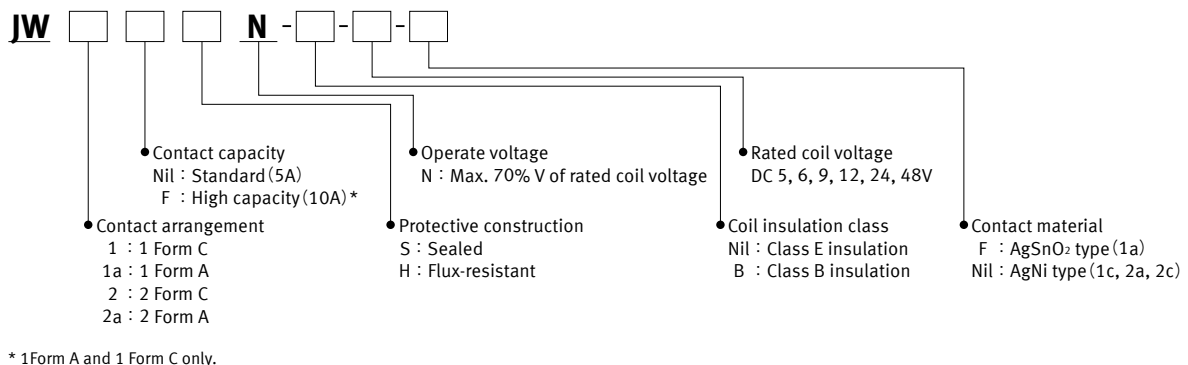 JW N - - -
Contact capacity
Nil : Standard (5A)
F : High capacity (10A) *
Operate voltage
N : Max. 70% V of rated coil voltage
Rated coil voltage
DC 5, 6, 9, 12, 24, 48V
Contact arrangement
1 : 1 Form C
1a : 1 Form A
2 : 2 Form C
2a : 2 Form A
Protective construction
S : Sealed
H : Flux-resistant
Coil insulation class
Nil : Class E insulation
B : Class B insulation
Contact material
F : AgSnO₂ type (1a)
Nil : AgNi type (1c, 2a, 2c)
* 1Form A and 1 Form C only.